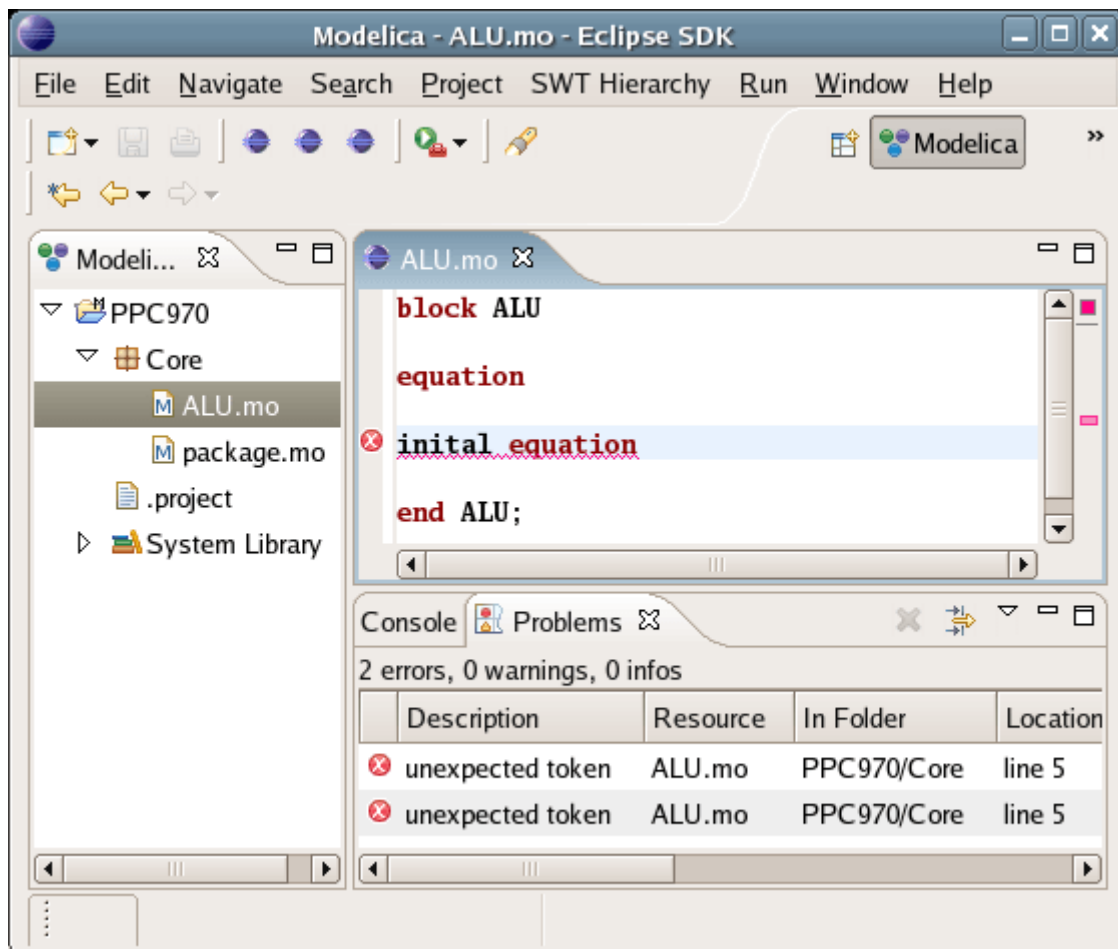 Modelica - ALU.mo - Eclipse SDK
File Edit Navigate Search Project SWT Hierarchy Run Window Help
Modelica »
Modeli...
PPC970
Core
ALU.mo
package.mo
.project
System Library
ALU.mo
block ALU
equation
inital equation
end ALU;
Console Problems
2 errors, 0 warnings, 0 infos
Description Resource In Folder Location
unexpected token ALU.mo PPC970/Core line 5
unexpected token ALU.mo PPC970/Core line 5